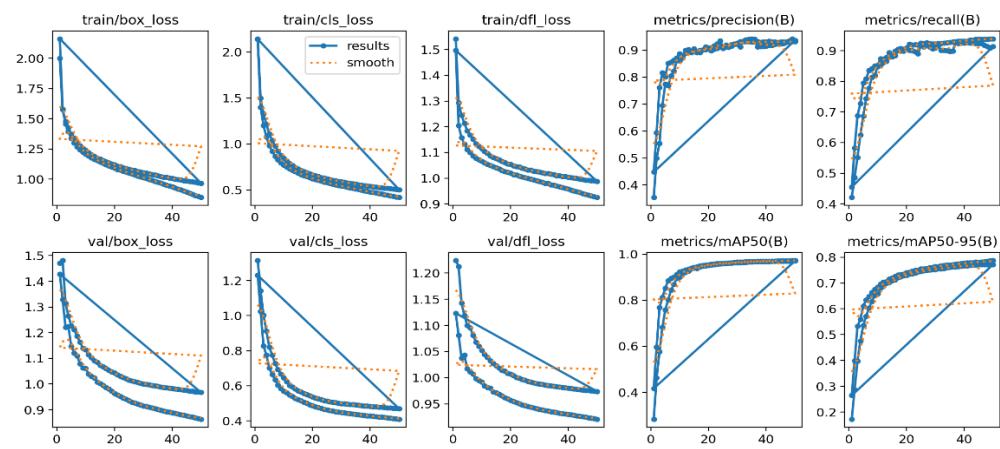 train/box_loss
train/cls_loss
train/dfl_loss
metrics/precision(B)
metrics/recall(B)
2.00
1.75
1.50
1.25
1.00
0 20 40
2.0
1.5
1.0
0.5
0 20 40
results
smooth
1.5
1.4
1.3
1.2
1.1
1.0
0.9
0 20 40
0.9
0.8
0.7
0.6
0.5
0.4
0 20 40
0.9
0.8
0.7
0.6
0.5
0.4
0 20 40
val/box_loss
val/cls_loss
val/dfl_loss
metrics/mAP50(B)
metrics/mAP50-95(B)
1.5
1.4
1.3
1.2
1.1
1.0
0.9
0 20 40
1.2
1.0
0.8
0.6
0.4
0 20 40
1.20
1.15
1.10
1.05
1.00
0.95
0 20 40
1.0
0.8
0.6
0.4
0 20 40
0.8
0.7
0.6
0.5
0.4
0.3
0.2
0 20 40